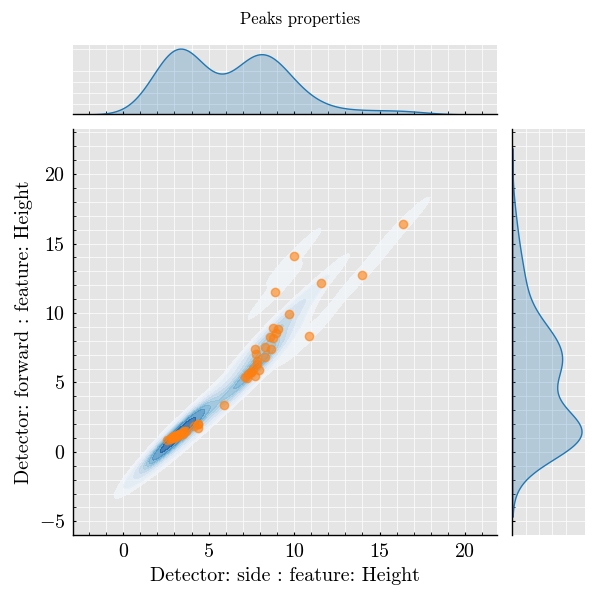 Peaks properties
20
15
10
5
0
−5
Detector: forward : feature: Height
0 5 10 15 20
Detector: side : feature: Height